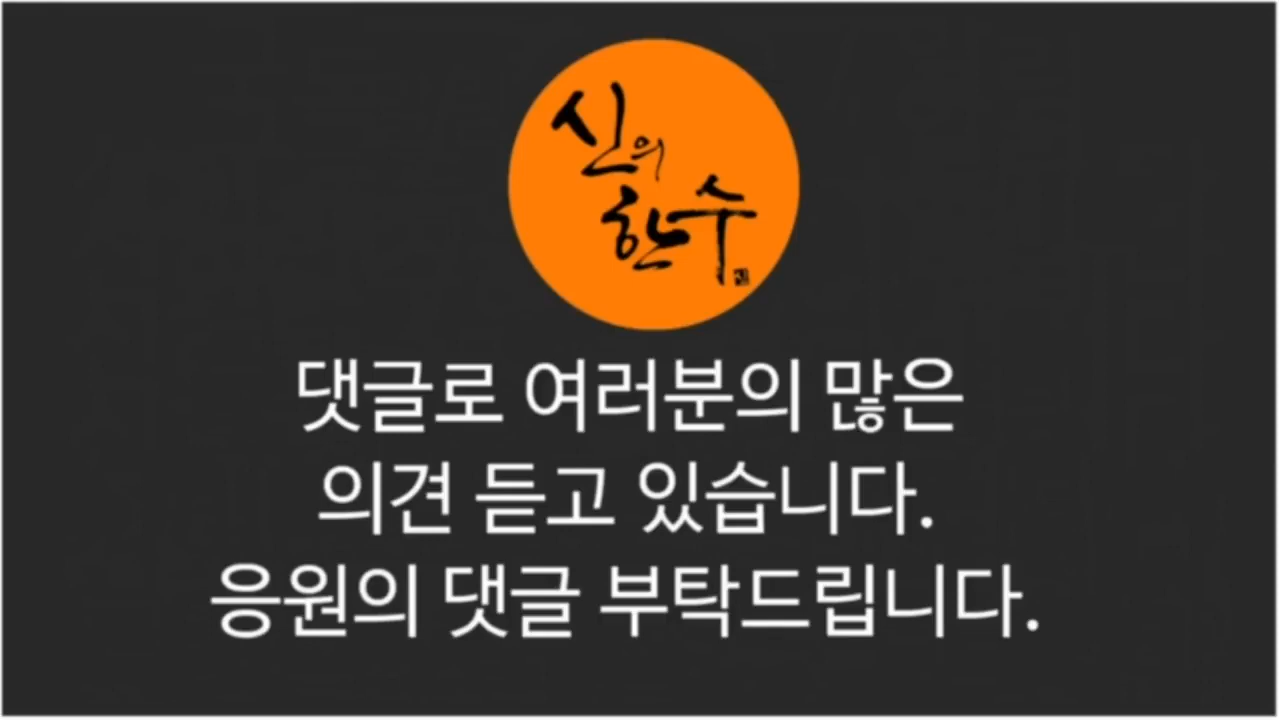 신의
한수
댓글로 여러분의 많은
의견 듣고 있습니다.
응원의 댓글 부탁드립니다.